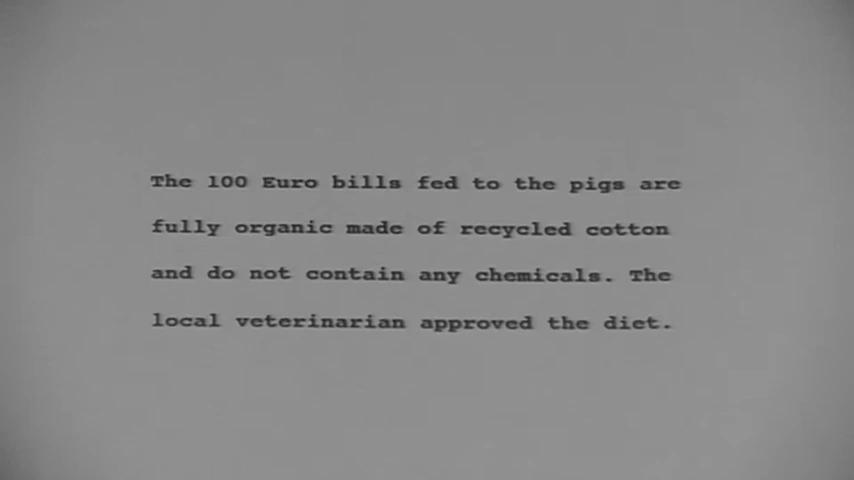 The 100 Euro bills fed to the pigs are
fully organic made of recycled cotton
and do not contain any chemicals. The
local veterinarian approved the diet.